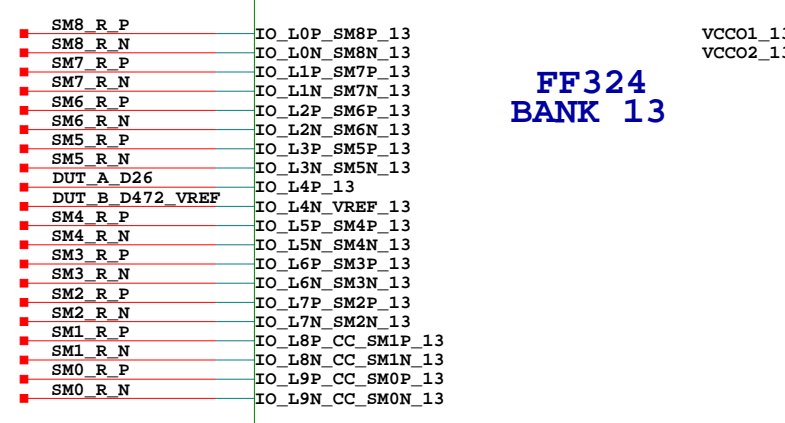 SM8_R_P IO_L0P_SM8P_13 VCCO1_13
SM8_R_N IO_L0N_SM8N_13 VCCO2_13
SM7_R_P IO_L1P_SM7P_13
SM7_R_N IO_L1N_SM7N_13
FF324
SM6_R_P IO_L2P_SM6P_13
BANK 13
SM6_R_N IO_L2N_SM6N_13
SM5_R_P IO_L3P_SM5P_13
SM5_R_N IO_L3N_SM5N_13
DUT_A_D26 IO_L4P_13
DUT_B_D472_VREF IO_L4N_VREF_13
SM4_R_P IO_L5P_SM4P_13
SM4_R_N IO_L5N_SM4N_13
SM3_R_P IO_L6P_SM3P_13
SM3_R_N IO_L6N_SM3N_13
SM2_R_P IO_L7P_SM2P_13
SM2_R_N IO_L7N_SM2N_13
SM1_R_P IO_L8P_CC_SM1P_13
SM1_R_N IO_L8N_CC_SM1N_13
SM0_R_P IO_L9P_CC_SM0P_13
SM0_R_N IO_L9N_CC_SM0N_13